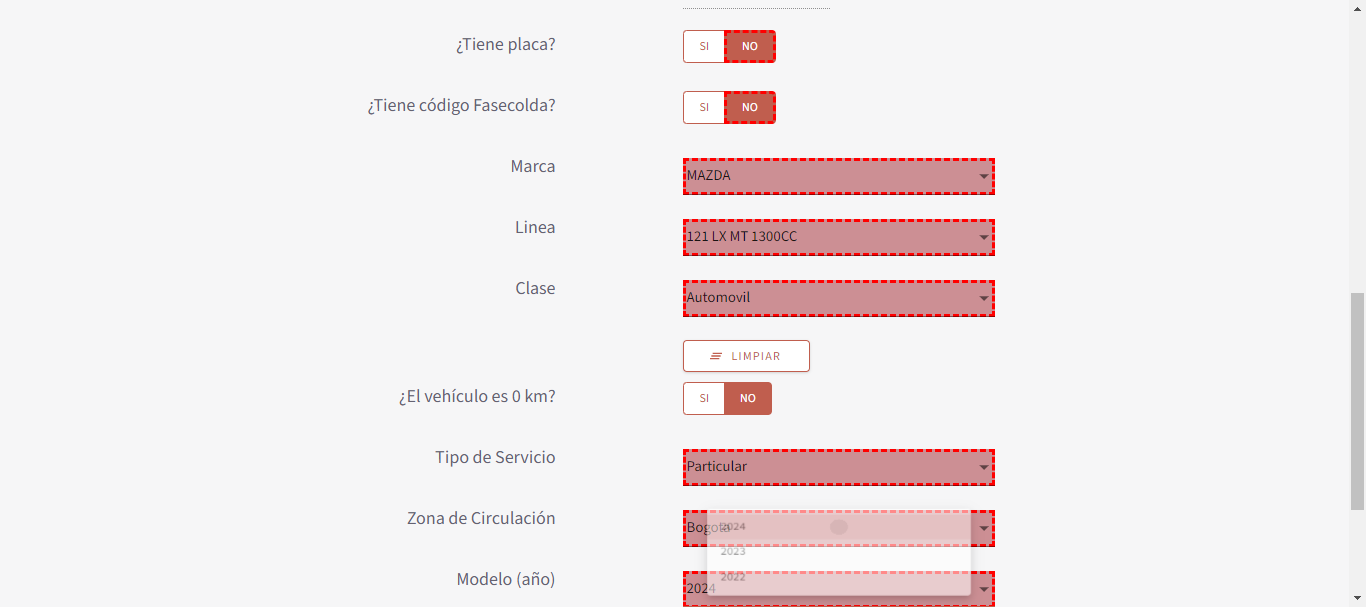 ¿Tiene placa? SI NO
¿Tiene código Fasecolda? SI NO
Marca MAZDA
Linea 121 LX MT 1300CC
Clase Automovil
LIMPIAR
¿El vehículo es 0 km? SI NO
Tipo de Servicio Particular
Zona de Circulación Bogota
2024
2023
2022
Modelo (año) 2024